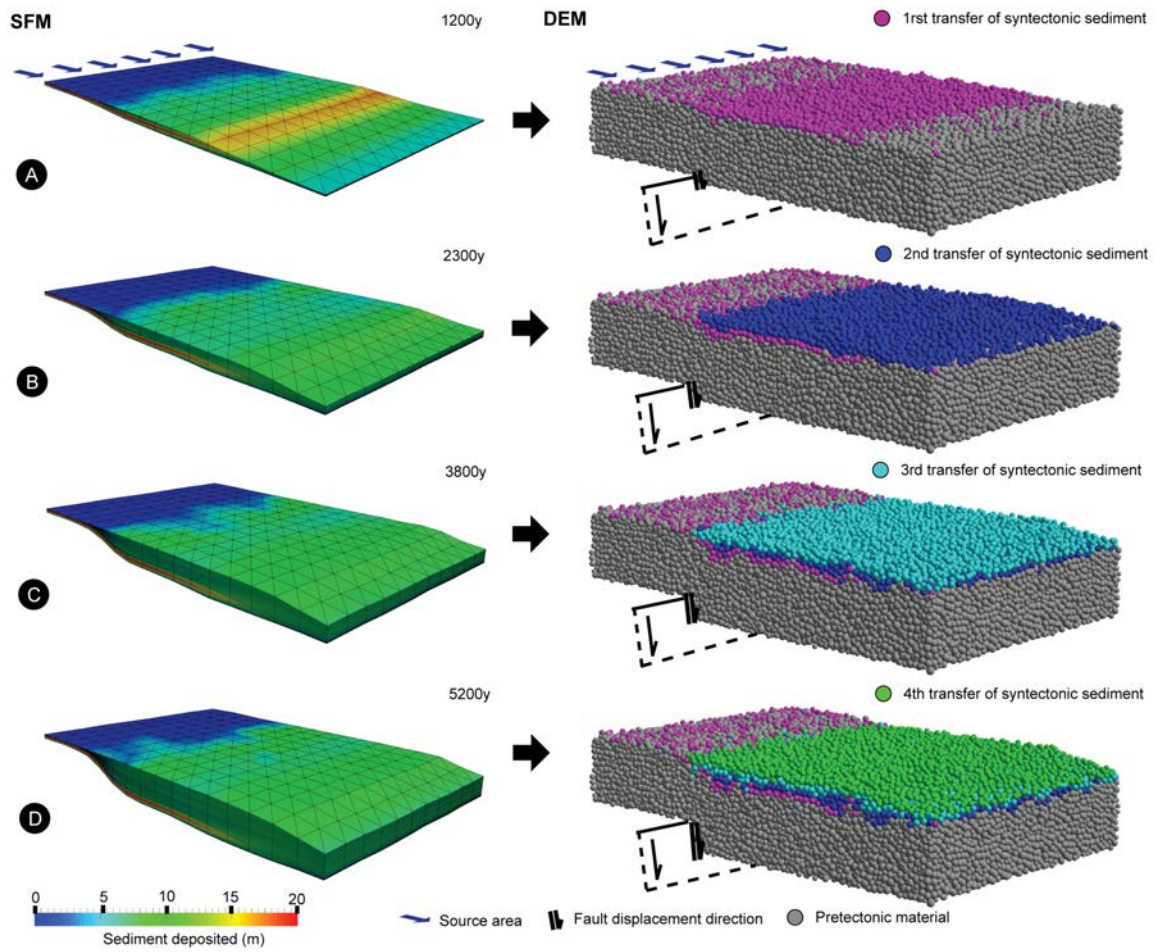 SFM
1200y
DEM
1rst transfer of syntectonic sediment
A
2300y
2nd transfer of syntectonic sediment
B
3800y
3rd transfer of syntectonic sediment
C
5200y
4th transfer of syntectonic sediment
D
0 5 10 15 20
Sediment deposited (m)
Source area
Fault displacement direction
Pretectonic material